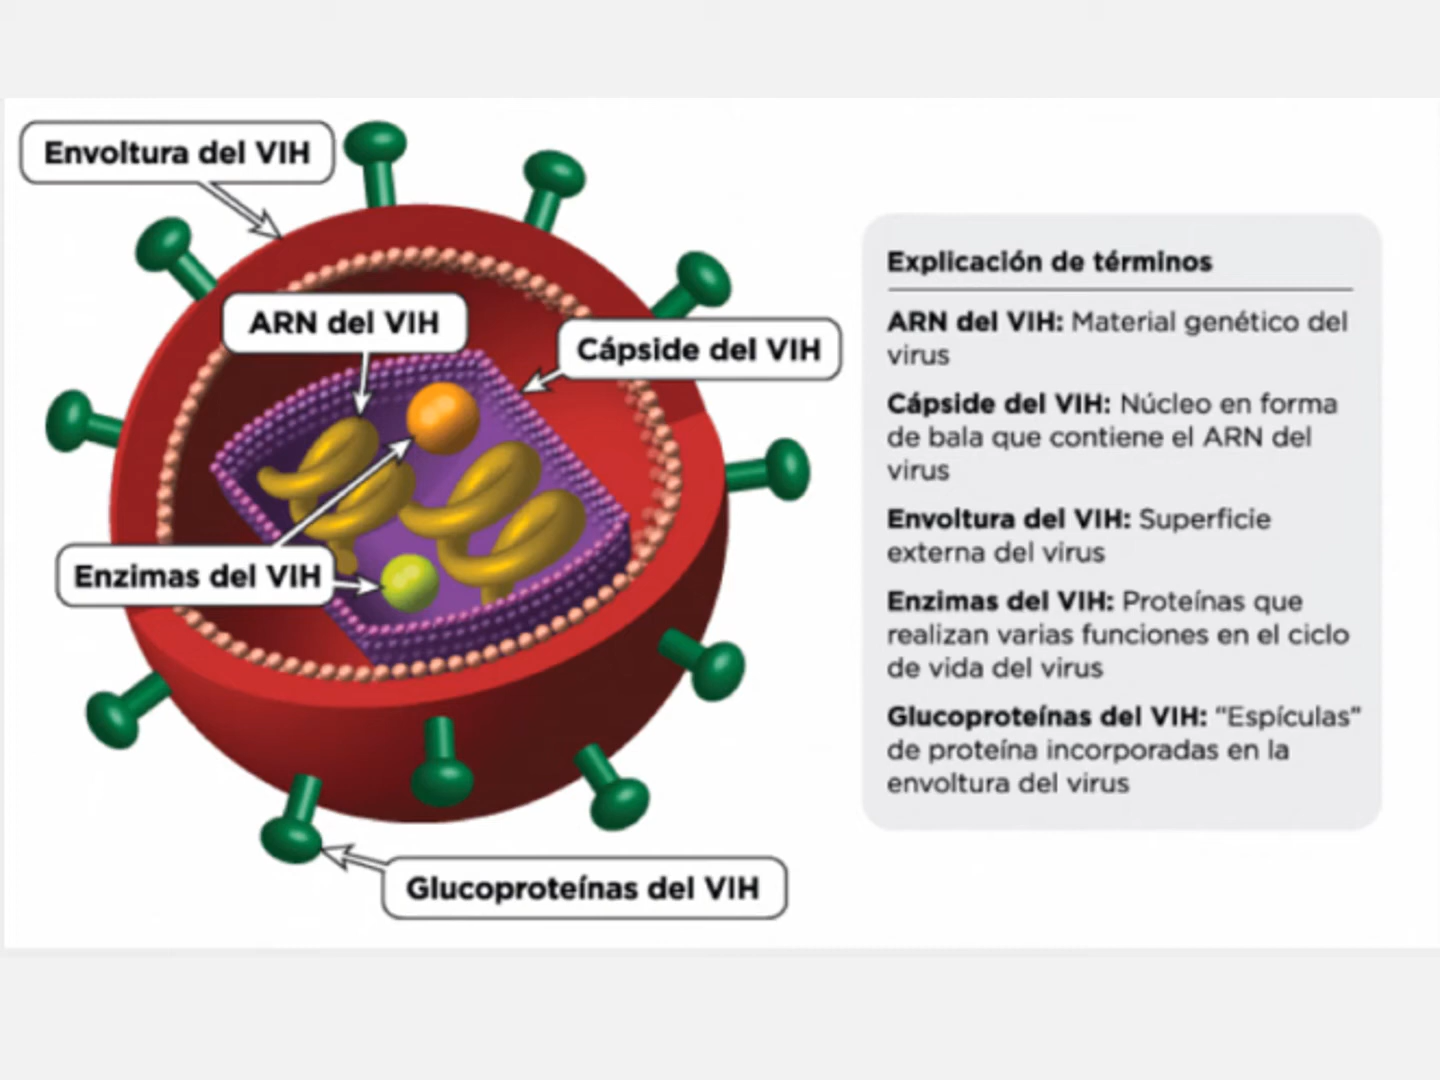 Envoltura del VIH
ARN del VIH
Cápside del VIH
Enzimas del VIH
Glucoproteínas del VIH
Explicación de términos
ARN del VIH: Material genético del
virus
Cápside del VIH: Núcleo en forma
de bala que contiene el ARN del
virus
Envoltura del VIH: Superficie
externa del virus
Enzimas del VIH: Proteínas que
realizan varias funciones en el ciclo
de vida del virus
Glucoproteínas del VIH: “Espículas”
de proteína incorporadas en la
envoltura del virus